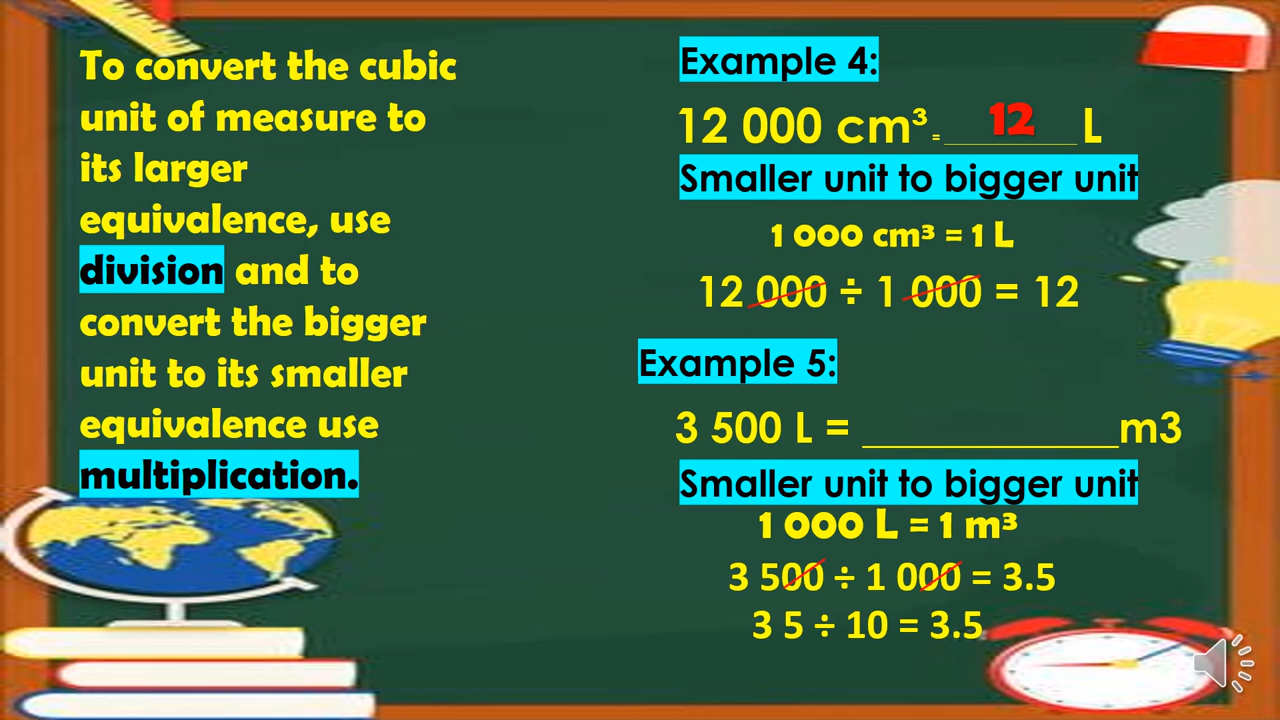 To convert the cubic
unit of measure to
its larger
equivalence, use
division and to
convert the bigger
unit to its smaller
equivalence use
multiplication.
Example 4:
12 000 cm³ = ______ 12 L
Smaller unit to bigger unit
1 000 cm³ = 1 L
12 000 ÷ 1 000 = 12
Example 5:
3 500 L = ____________m3
Smaller unit to bigger unit
1 000 L = 1 m³
3 500 ÷ 1 000 = 3.5
3 5 ÷ 10 = 3.5